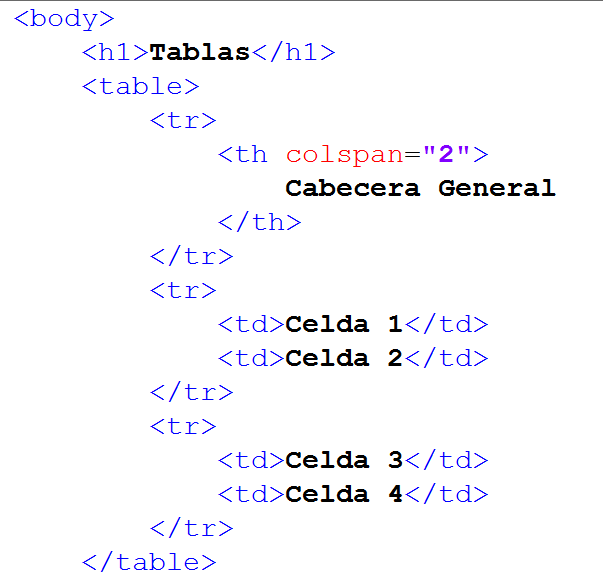 <body>
    <h1>Tablas</h1>
    <table>
        <tr>
            <th colspan="2">
                Cabecera General
            </th>
        </tr>
        <tr>
            <td>Celda 1</td>
            <td>Celda 2</td>
        </tr>
        <tr>
            <td>Celda 3</td>
            <td>Celda 4</td>
        </tr>
    </table>